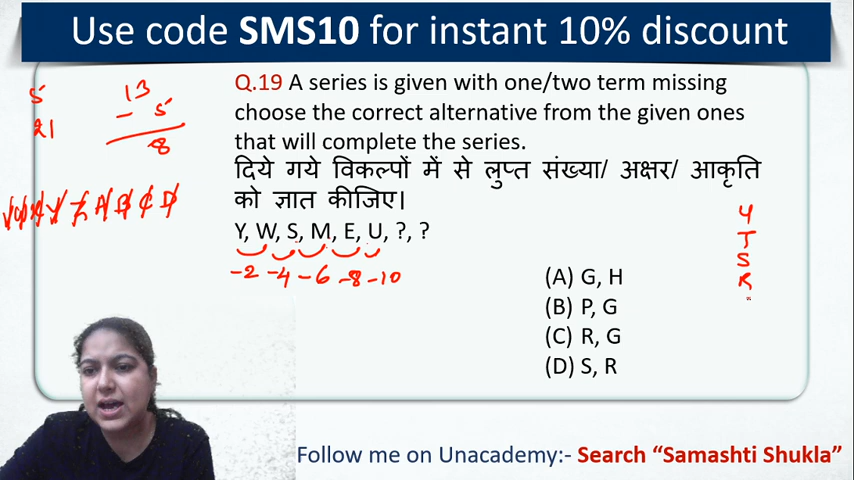 Use code SMS10 for instant 10% discount
Q.19 A series is given with one/two term missing
choose the correct alternative from the given ones
that will complete the series.
दिये गये विकल्पों में से लुप्त संख्या/ अक्षर/ आकृति
को ज्ञात कीजिए।
Y, W, S, M, E, U, ?, ?
-2 -4 -6 -8 -10
(A) G, H
(B) P, G
(C) R, G
(D) S, R
5
21
13
- 5
8
Y Z A B C D
T
S
R
Follow me on Unacademy:- Search “Samashti Shukla”